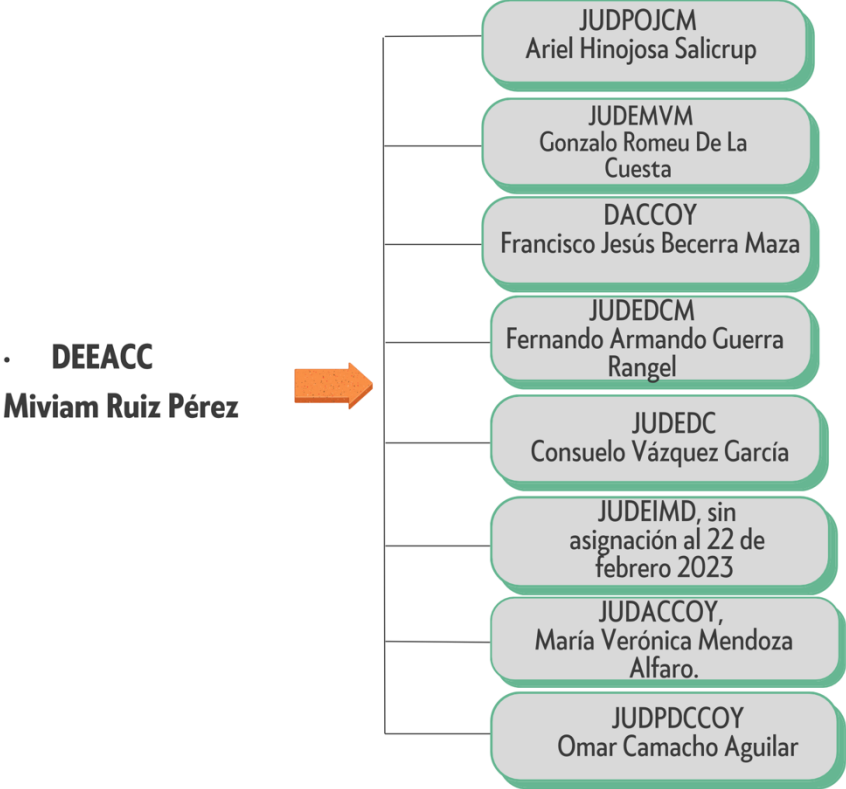 JUDPOJCM
Ariel Hinojosa Salicrup
JUDEMVM
Gonzalo Romeu De La
Cuesta
DACCOY
Francisco Jesús Becerra Maza
JUDEDCM
Fernando Armando Guerra
Rangel
· DEEACC
Miviam Ruiz Pérez
JUDEDC
Consuelo Vázquez García
JUDEIMD, sin
asignación al 22 de
febrero 2023
JUDACCOY,
María Verónica Mendoza
Alfaro.
JUDPDCCOY
Omar Camacho Aguilar